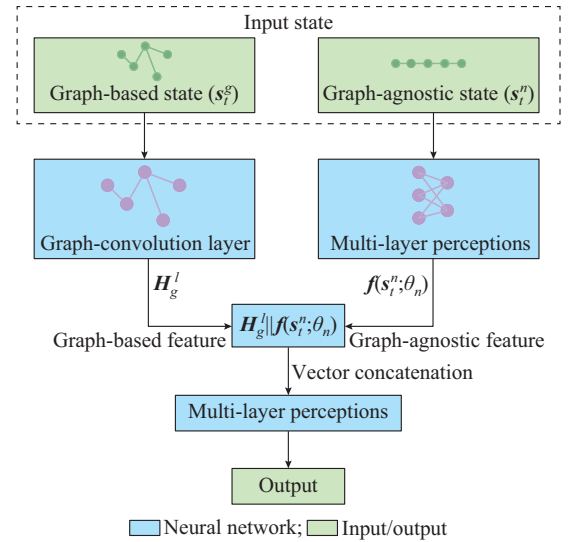 Input state
Graph-based state (s_t^g)
Graph-agnostic state (s_t^n)
Graph-convolution layer
Multi-layer perceptions
H_g^l
f(s_t^n;θ_n)
H_g^l||f(s_t^n;θ_n)
Graph-based feature
Graph-agnostic feature
Vector concatenation
Multi-layer perceptions
Output
Neural network; Input/output